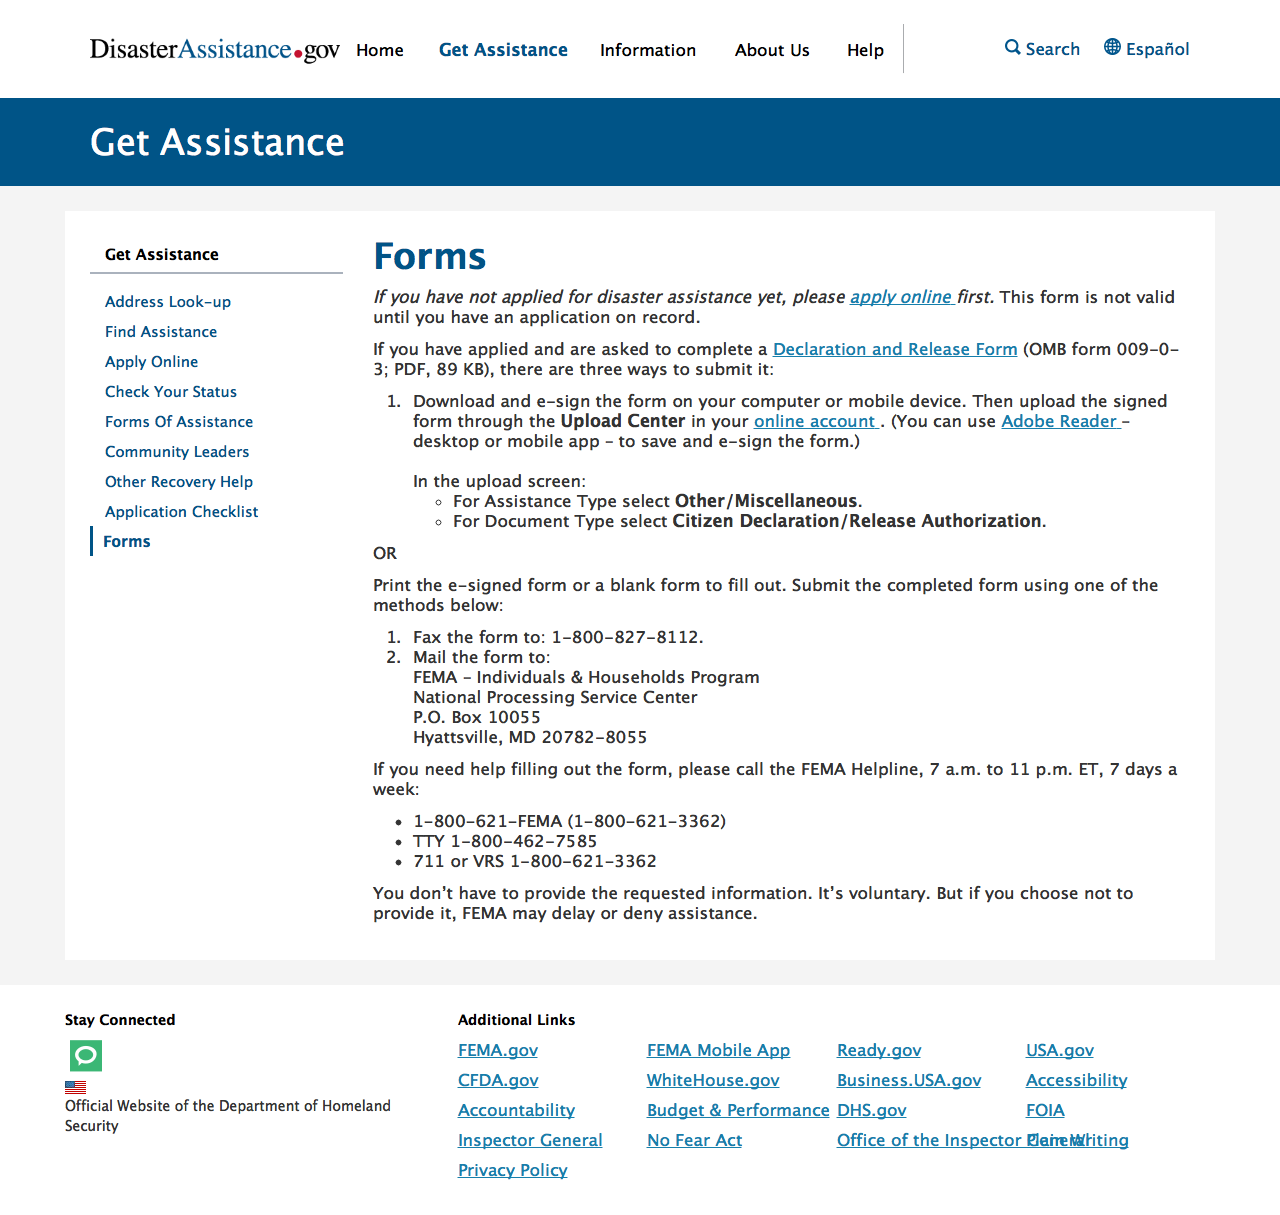 DisasterAssistance.gov Home Get Assistance Information About Us Help Search Español
Get Assistance
Get Assistance
Address Look-up
Find Assistance
Apply Online
Check Your Status
Forms Of Assistance
Community Leaders
Other Recovery Help
Application Checklist
Forms
Forms
If you have not applied for disaster assistance yet, please apply online first. This form is not valid
until you have an application on record.
If you have applied and are asked to complete a Declaration and Release Form (OMB form 009-0-
3; PDF, 89 KB), there are three ways to submit it:
1. Download and e-sign the form on your computer or mobile device. Then upload the signed
form through the Upload Center in your online account . (You can use Adobe Reader –
desktop or mobile app – to save and e-sign the form.)
In the upload screen:
◦ For Assistance Type select Other/Miscellaneous.
◦ For Document Type select Citizen Declaration/Release Authorization.
OR
Print the e-signed form or a blank form to fill out. Submit the completed form using one of the
methods below:
1. Fax the form to: 1-800-827-8112.
2. Mail the form to:
FEMA – Individuals & Households Program
National Processing Service Center
P.O. Box 10055
Hyattsville, MD 20782-8055
If you need help filling out the form, please call the FEMA Helpline, 7 a.m. to 11 p.m. ET, 7 days a
week:
• 1-800-621-FEMA (1-800-621-3362)
• TTY 1-800-462-7585
• 711 or VRS 1-800-621-3362
You don’t have to provide the requested information. It’s voluntary. But if you choose not to
provide it, FEMA may delay or deny assistance.
Stay Connected
Official Website of the Department of Homeland
Security
Additional Links
FEMA.gov FEMA Mobile App Ready.gov USA.gov
CFDA.gov WhiteHouse.gov Business.USA.gov Accessibility
Accountability Budget & Performance DHS.gov FOIA
Inspector General No Fear Act Office of the Inspector General Plain Writing
Privacy Policy